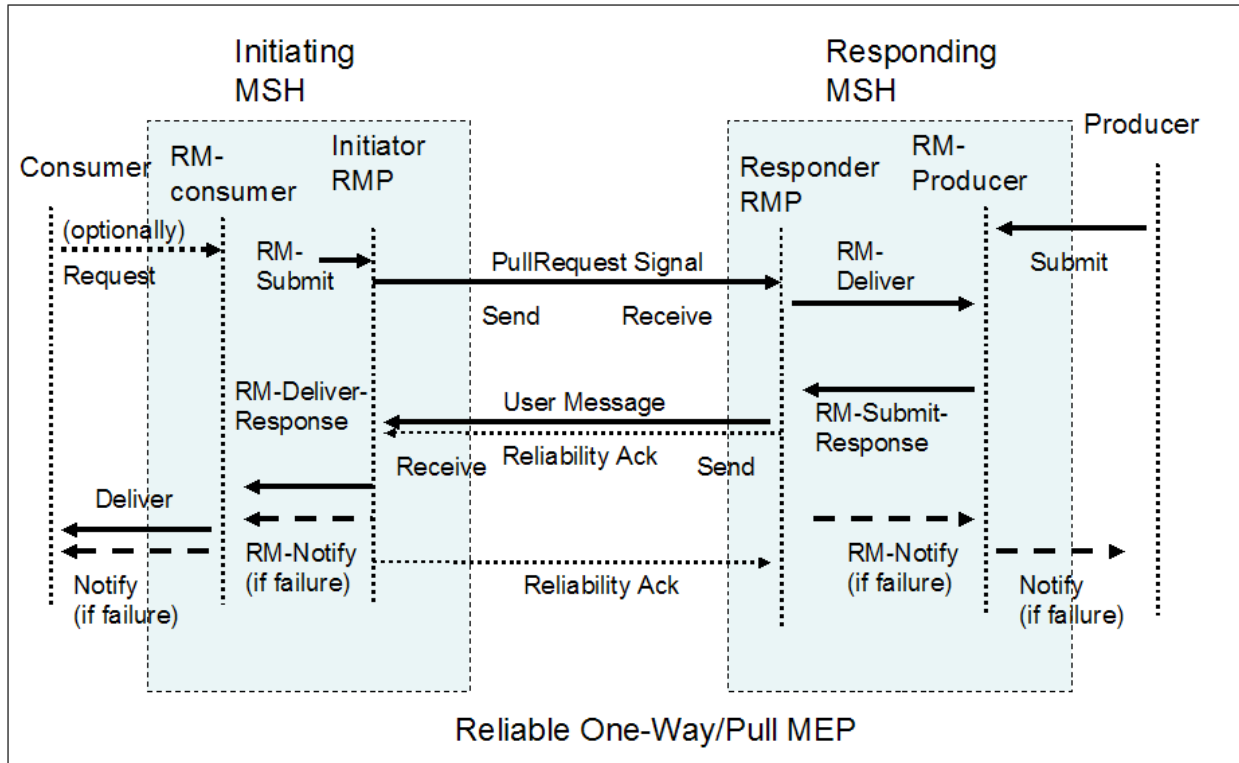 Initiating
MSH
Responding
MSH
Producer
Consumer
RM-
consumer
Initiator
RMP
Responder
RMP
RM-
Producer
(optionally)
Request
RM-
Submit
PullRequest Signal
Send
Receive
RM-
Deliver
Submit
RM-Deliver-
Response
User Message
RM-Submit-
Response
Receive
Reliability Ack
Send
Deliver
Notify
(if failure)
RM-Notify
(if failure)
Reliability Ack
RM-Notify
(if failure)
Notify
(if failure)
Reliable One-Way/Pull MEP